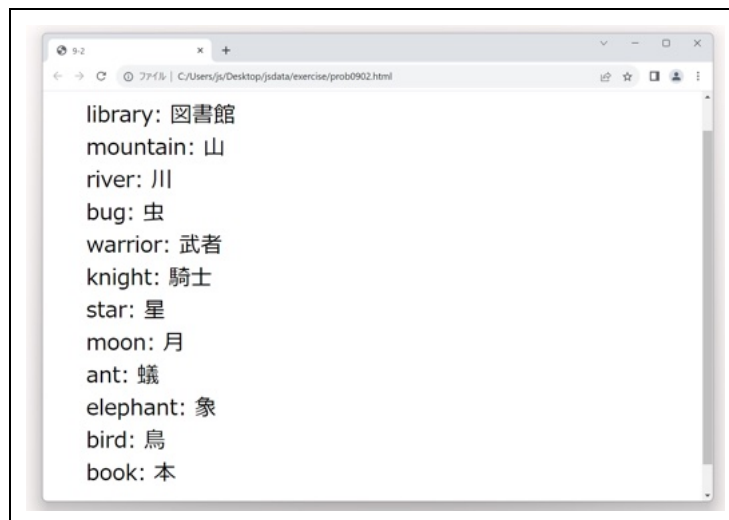 9-2
ファイル | C:/Users/js/Desktop/jsdata/exercise/prob0902.html
library: 図書館
mountain: 山
river: 川
bug: 虫
warrior: 武者
knight: 騎士
star: 星
moon: 月
ant: 蟻
elephant: 象
bird: 鳥
book: 本